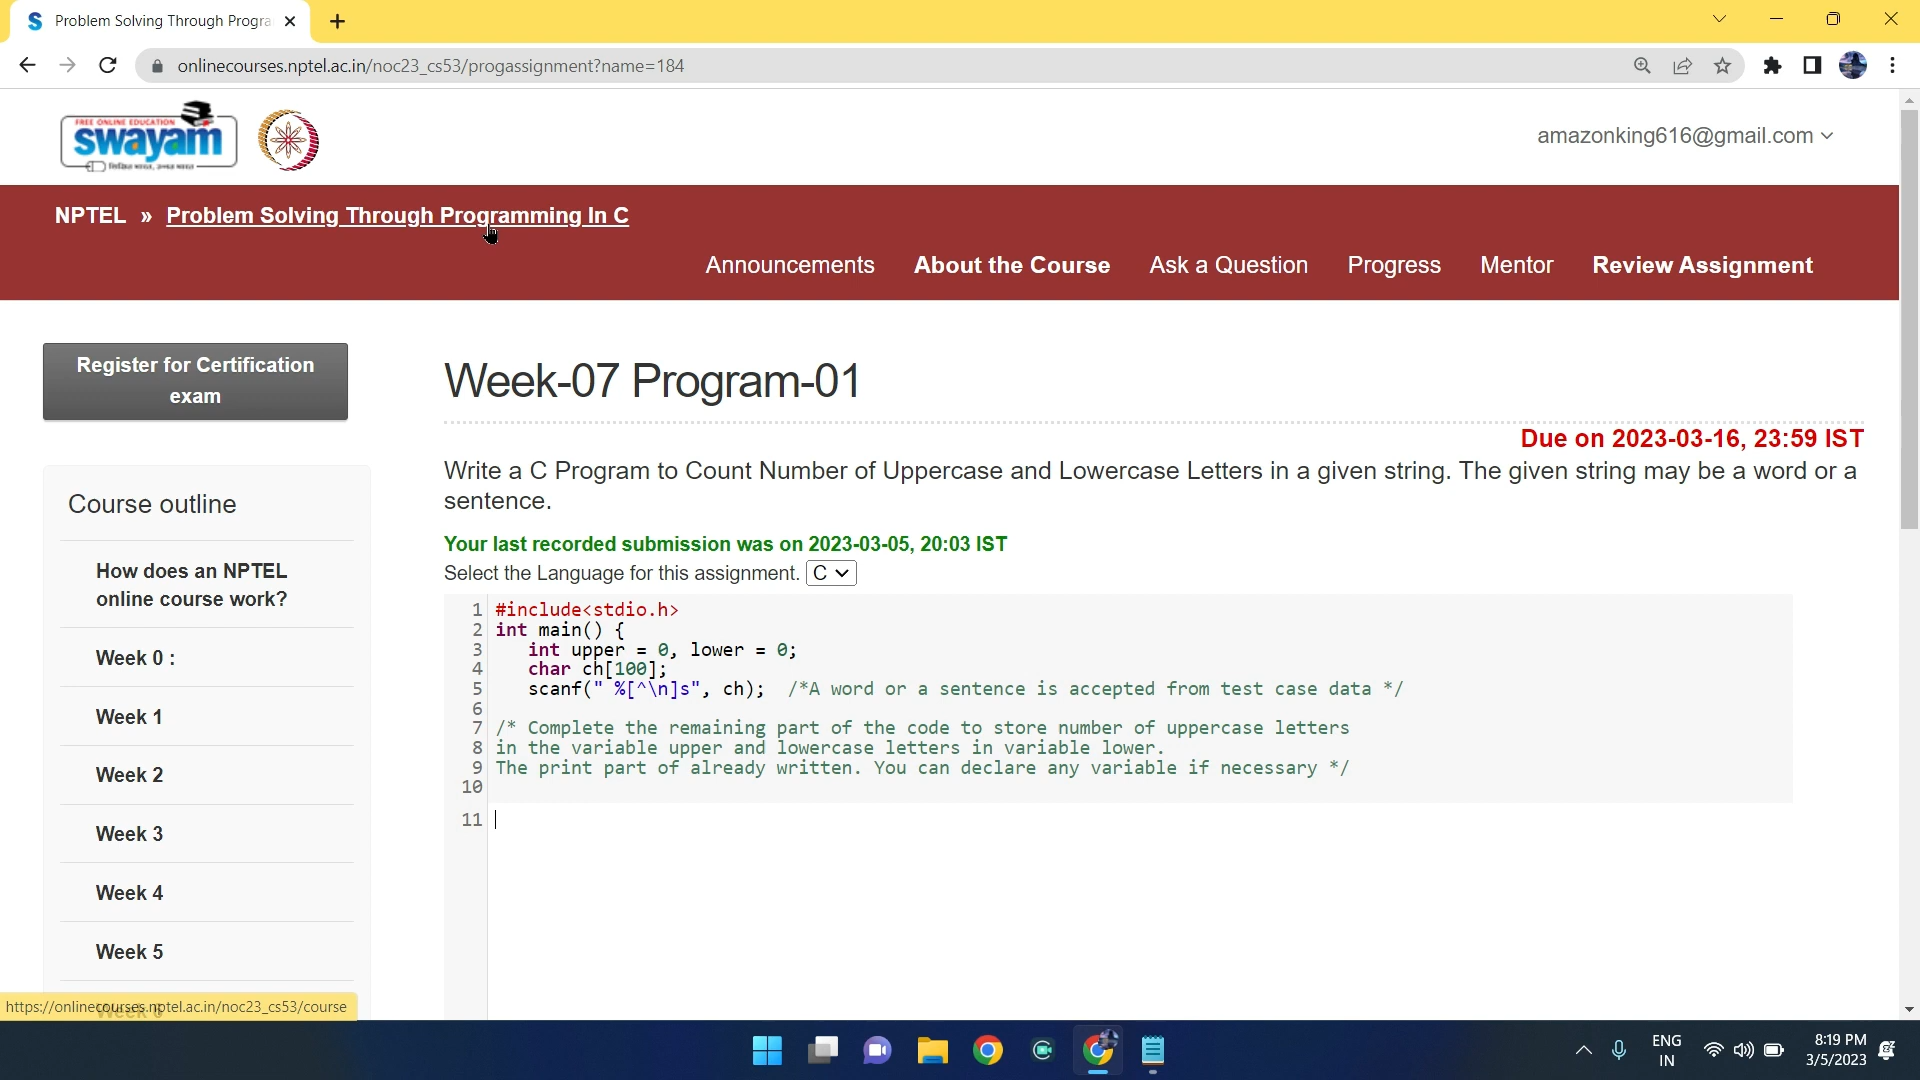 Problem Solving Through Progra
onlinecourses.nptel.ac.in/noc23_cs53/progassignment?name=184
FREE ONLINE EDUCATION
swayam
amazonking616@gmail.com
NPTEL » Problem Solving Through Programming In C
Announcements About the Course Ask a Question Progress Mentor Review Assignment
Register for Certification
exam
Course outline
How does an NPTEL
online course work?
Week 0 :
Week 1
Week 2
Week 3
Week 4
Week 5
Week 6
Week-07 Program-01
Due on 2023-03-16, 23:59 IST
Write a C Program to Count Number of Uppercase and Lowercase Letters in a given string. The given string may be a word or a
sentence.
Your last recorded submission was on 2023-03-05, 20:03 IST
Select the Language for this assignment. C
1 #include<stdio.h>
2 int main() {
3 int upper = 0, lower = 0;
4 char ch[100];
5 scanf(" %[^\n]s", ch); /*A word or a sentence is accepted from test case data */
6
7 /* Complete the remaining part of the code to store number of uppercase letters
8 in the variable upper and lowercase letters in variable lower.
9 The print part of already written. You can declare any variable if necessary */
10
11
https://onlinecourses.nptel.ac.in/noc23_cs53/course
ENG
IN
8:19 PM
3/5/2023